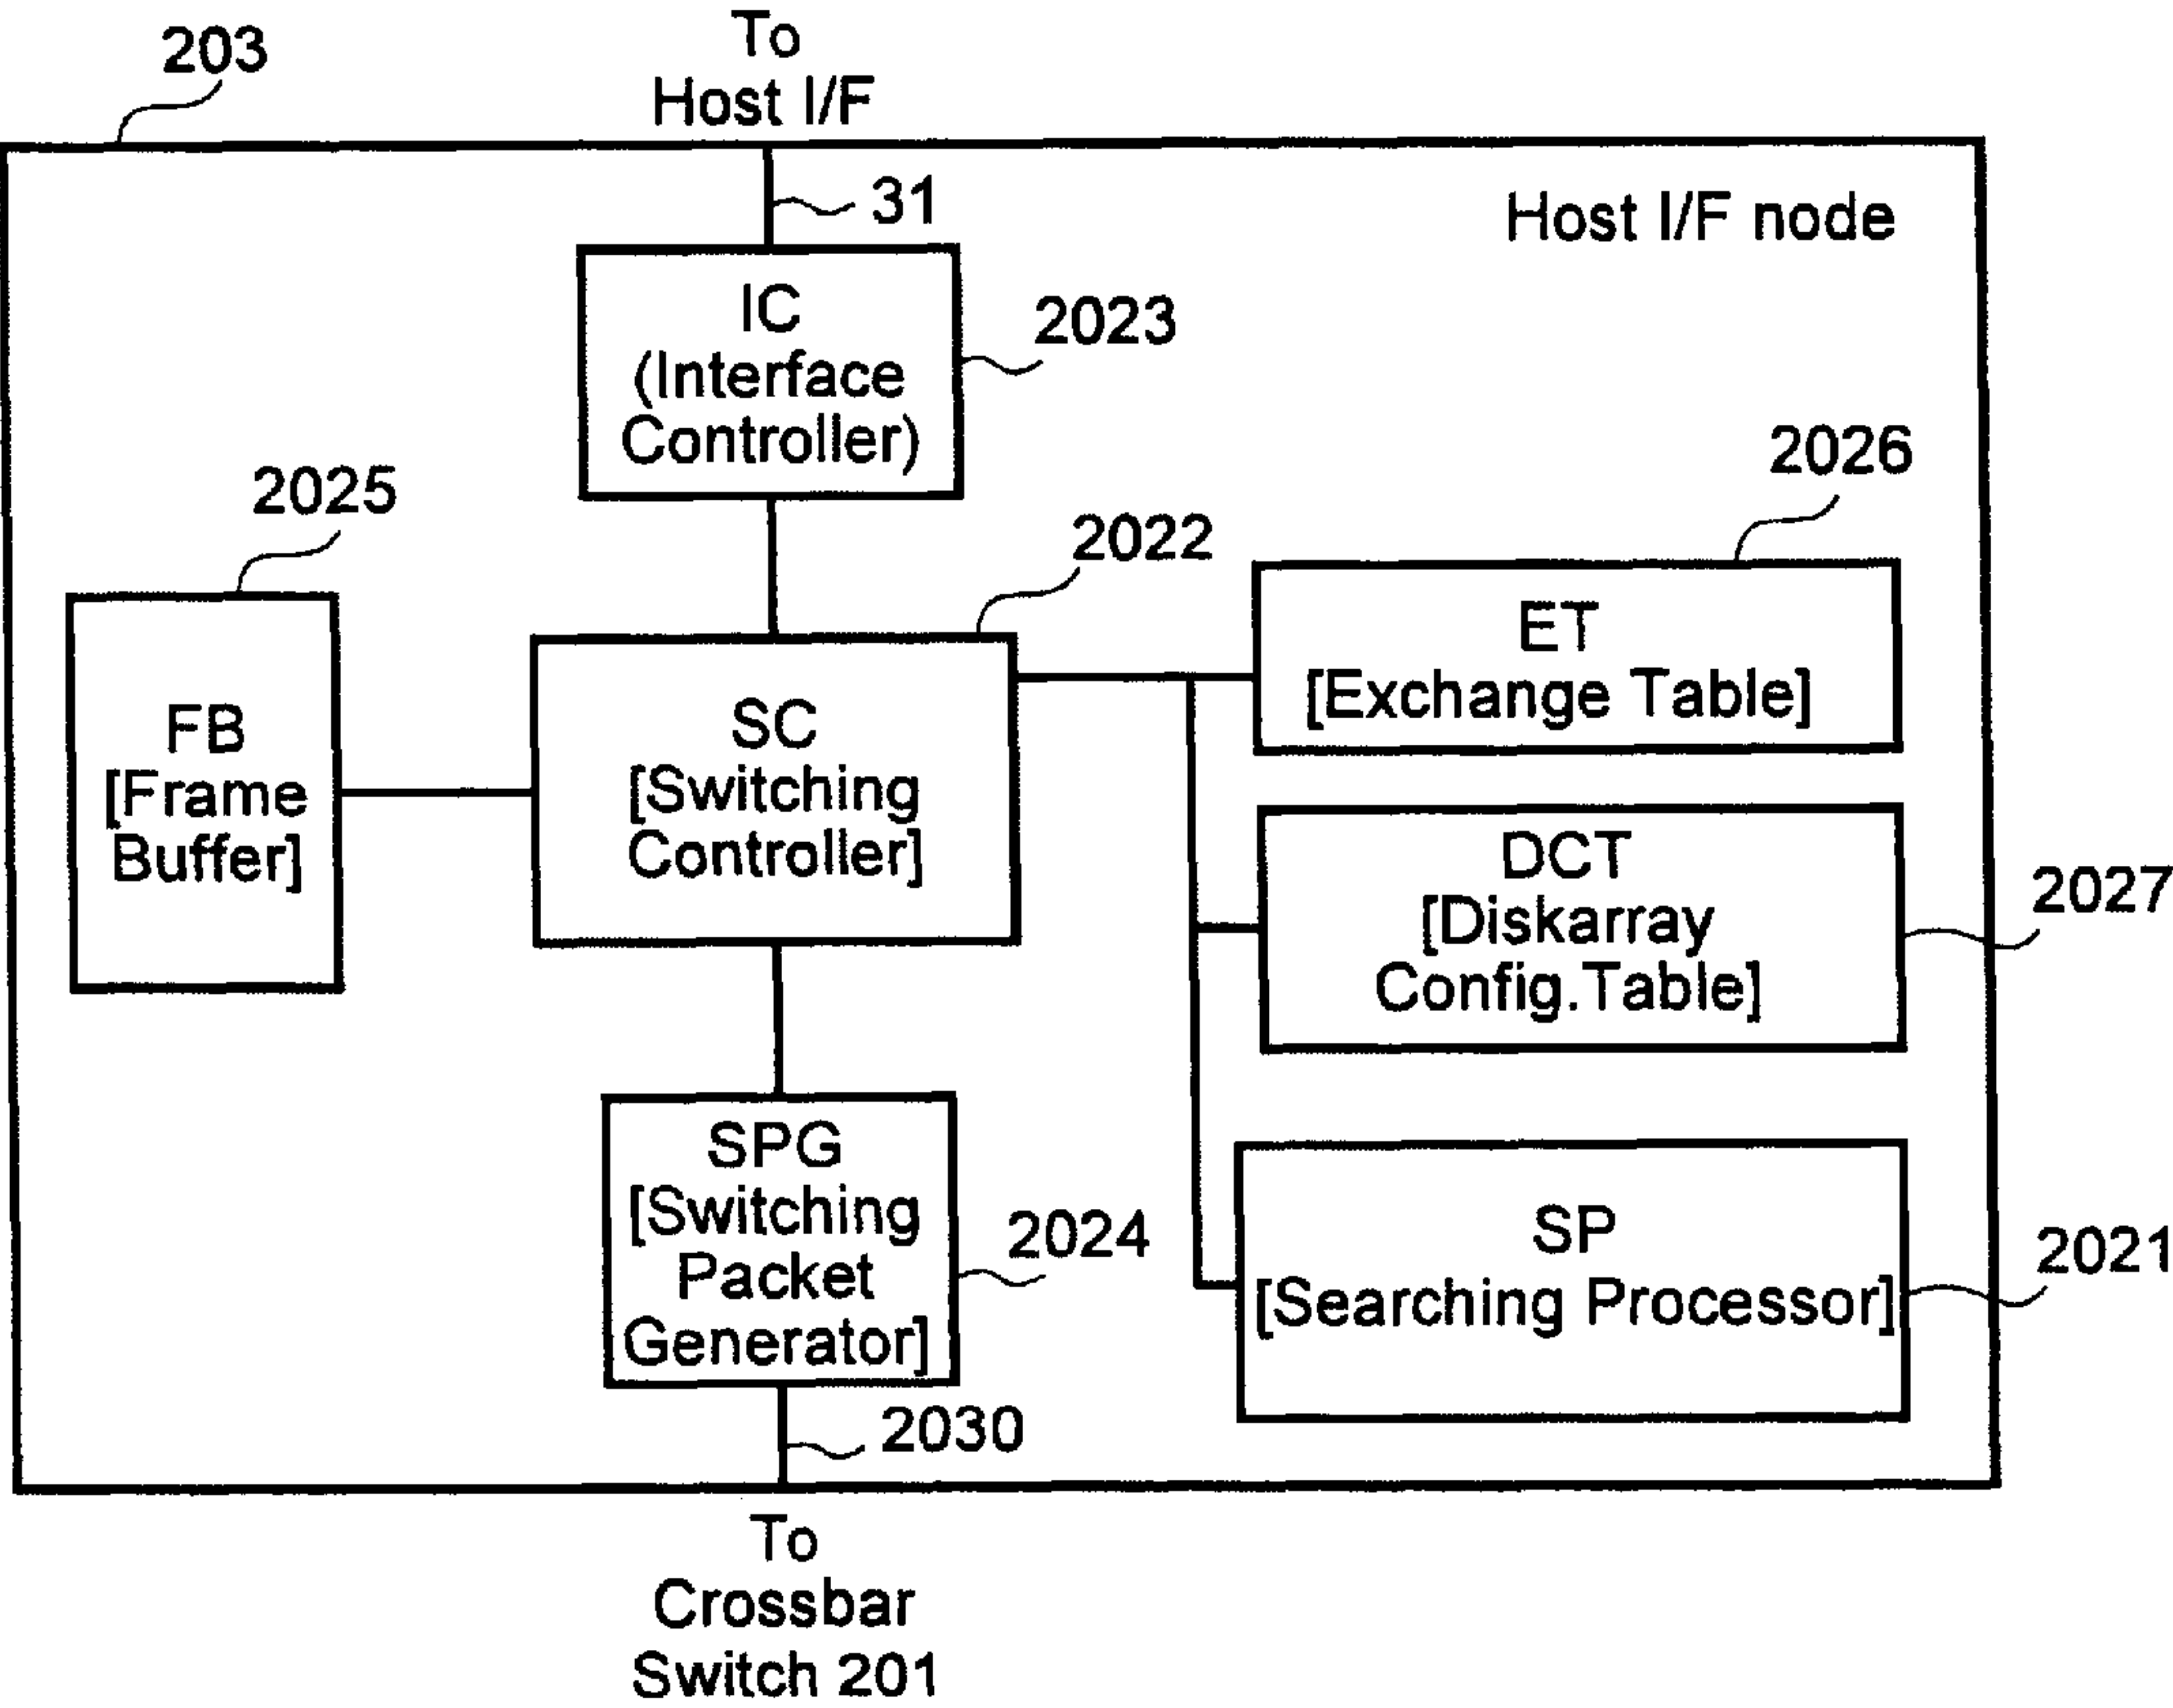 203
To
Host I/F
31
Host I/F node
IC
(Interface
Controller)
2023
2025
2022
2026
FB
[Frame
Buffer]
SC
[Switching
Controller]
ET
[Exchange Table]
DCT
[Diskarray
Config.Table]
2027
SPG
[Switching
Packet
Generator]
2024
SP
[Searching Processor]
2021
2030
To
Crossbar
Switch 201